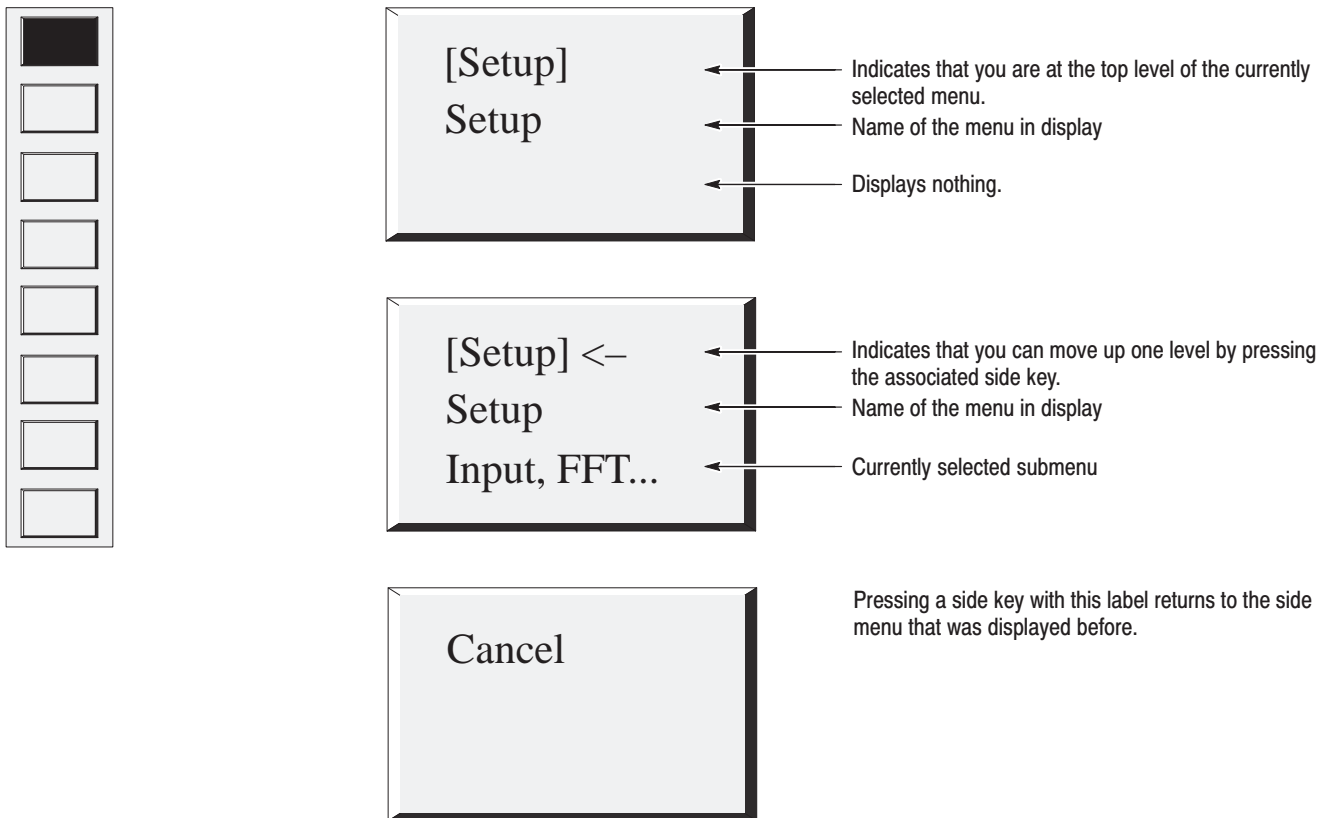 [Setup]
Indicates that you are at the top level of the currently
selected menu.
Setup
Name of the menu in display
Displays nothing.
[Setup] <–
Indicates that you can move up one level by pressing
the associated side key.
Setup
Name of the menu in display
Input, FFT...
Currently selected submenu
Cancel
Pressing a side key with this label returns to the side
menu that was displayed before.